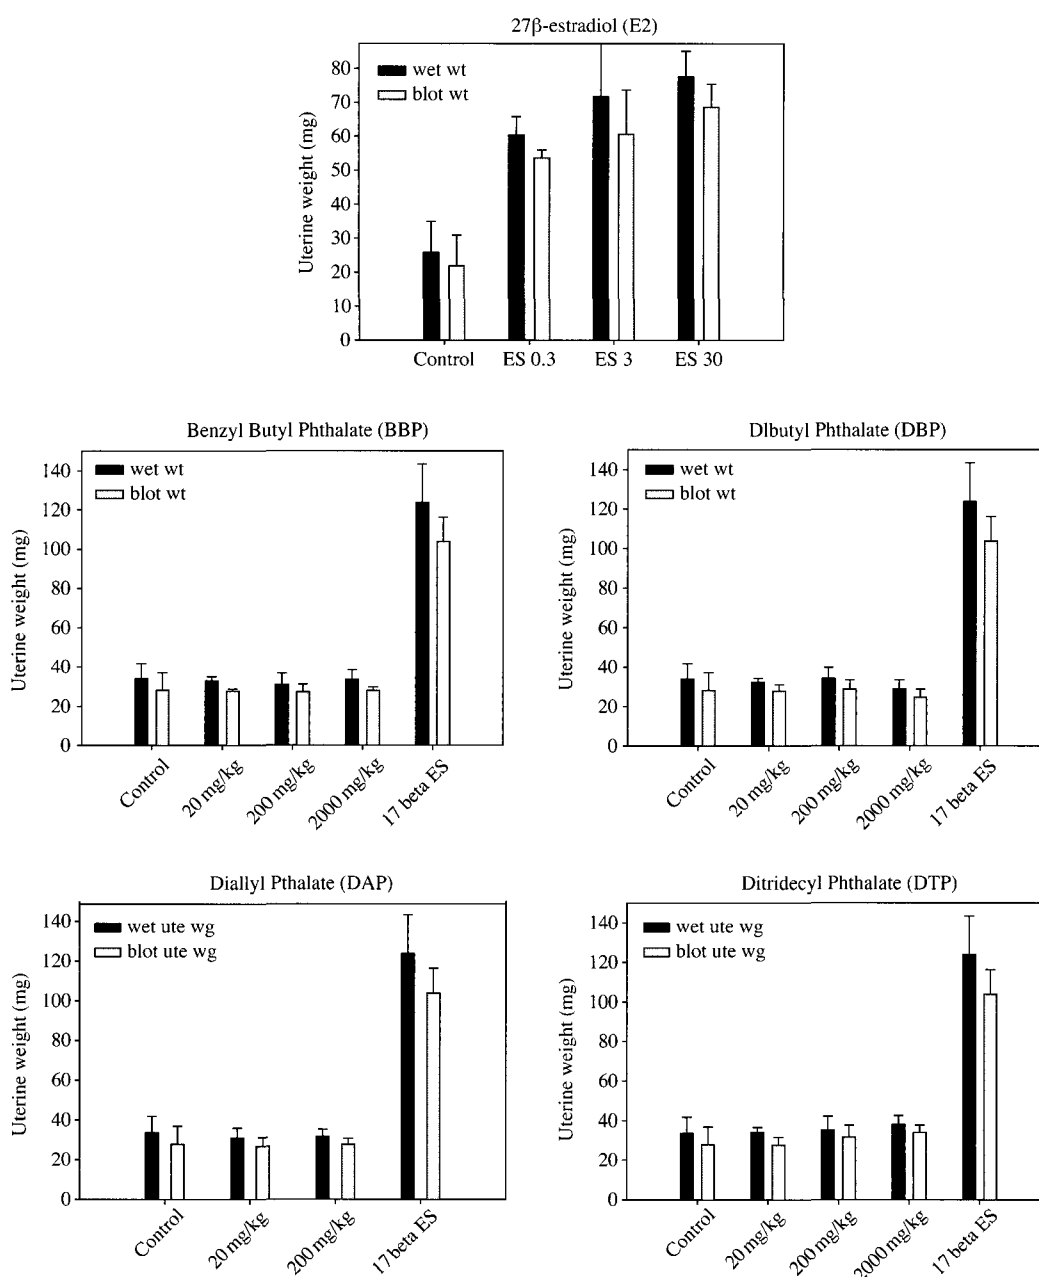 27β-estradiol (E2)
wet wt
blot wt
Uterine weight (mg)
80
70
60
50
40
30
20
10
0
Control ES 0.3 ES 3 ES 30
Benzyl Butyl Phthalate (BBP)
wet wt
blot wt
Uterine weight (mg)
140
120
100
80
60
40
20
0
Control 20 mg/kg 200 mg/kg 2000 mg/kg 17 beta ES
Dlbutyl Phthalate (DBP)
wet wt
blot wt
Uterine weight (mg)
140
120
100
80
60
40
20
0
Control 20 mg/kg 200 mg/kg 2000 mg/kg 17 beta ES
Diallyl Pthalate (DAP)
wet ute wg
blot ute wg
Uterine weight (mg)
140
120
100
80
60
40
20
0
Control 20 mg/kg 200 mg/kg 17 beta ES
Ditridecyl Phthalate (DTP)
wet ute wg
blot ute wg
Uterine weight (mg)
140
120
100
80
60
40
20
0
Control 20 mg/kg 200 mg/kg 2000 mg/kg 17 beta ES